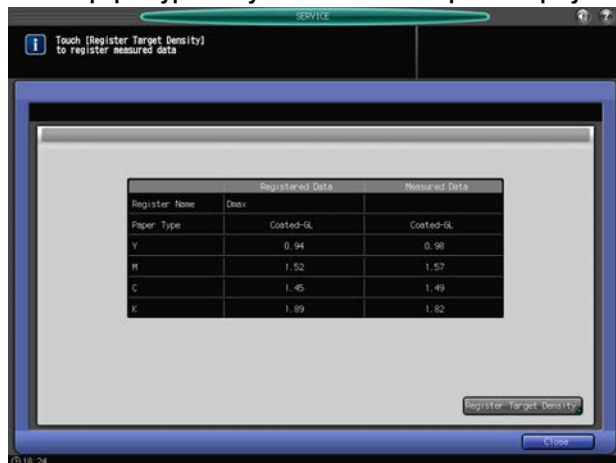 SERVICE
Touch [Register Target Density]
to register measured data
Registered Data Measured Data
Register Name Dmax
Paper Type Coated-GL Coated-GL
Y 0.94 0.98
M 1.52 1.57
C 1.45 1.49
K 1.89 1.82
Register Target Density
Close
18:24